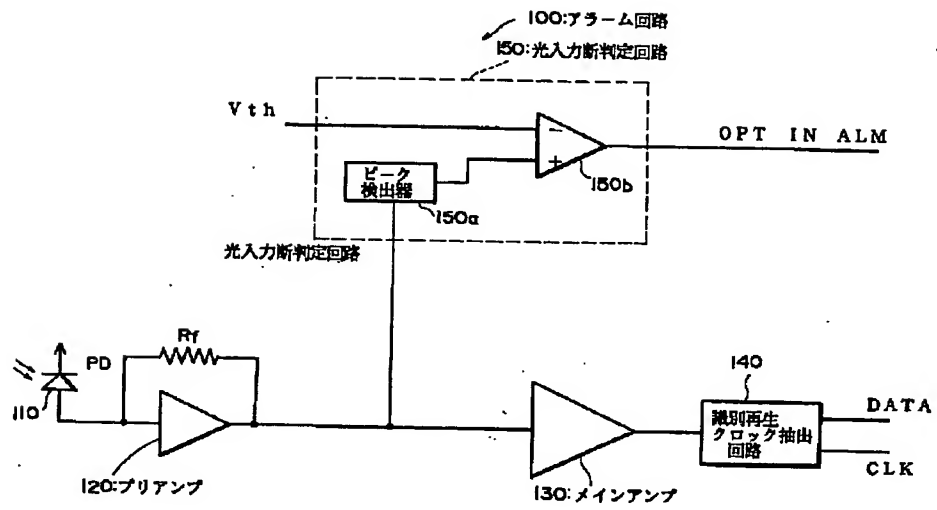 100:アラーム回路
150:光入力断判定回路
Vth
OPT IN ALM
ピーク
検出器
150b
150a
光入力断判定回路
Rf
PD
110
120:プリアンプ
130:メインアンプ
140
識別再生
クロック抽出
回路
DATA
CLK